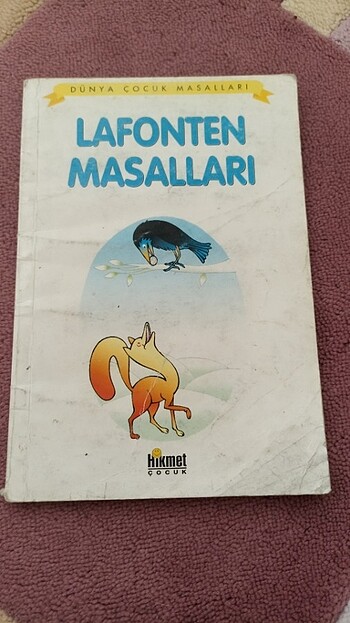 DÜNYA ÇOCUK MASALLARI
LAFONTEN
MASALLARI
Hikmet
ÇOCUK